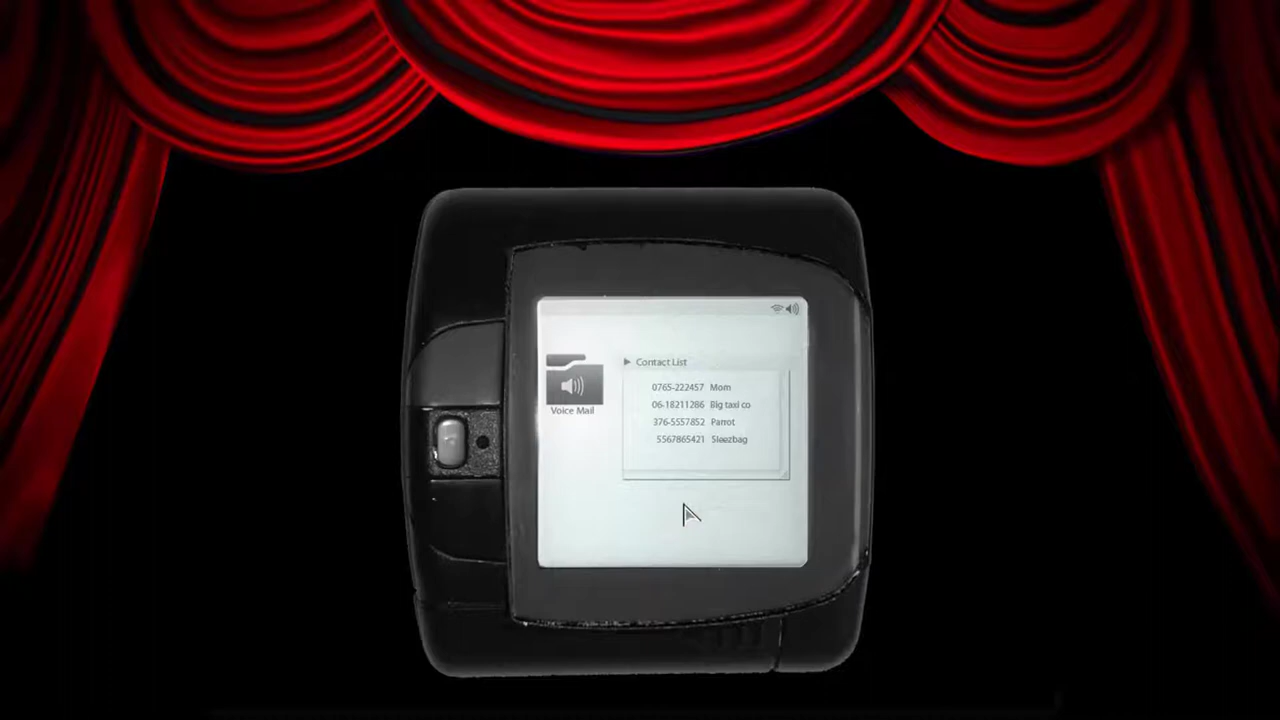 Contact List
0765-222457 Mom
06-18211286 Big taxi co
376-5557852 Parrot
5567865421 Sleezbag
Voice Mail